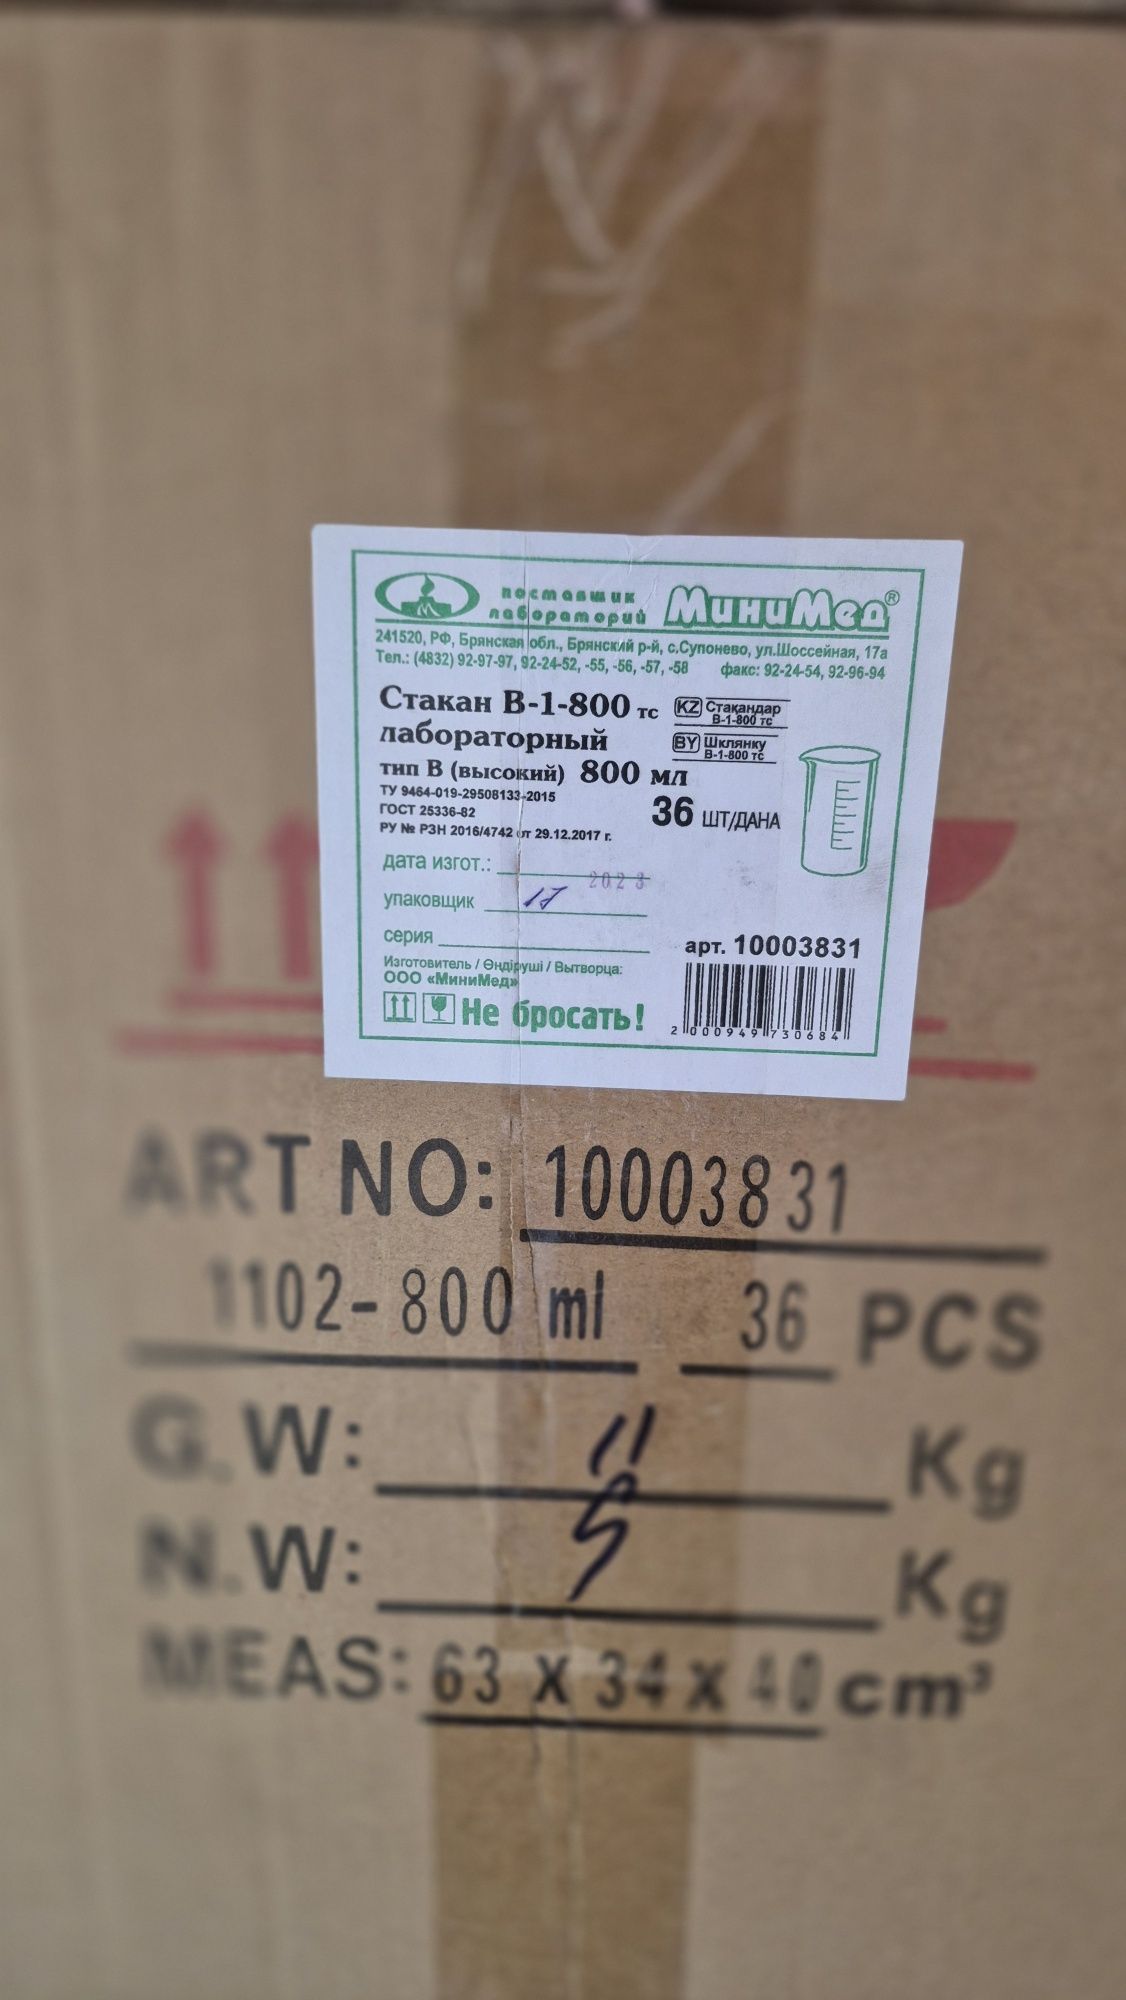 поставщик
лабораторий
МиниМед®
241520, РФ, Брянская обл., Брянский р-й, с.Супонево, ул.Шоссейная, 17а
Тел.: (4832) 92-97-97, 92-24-52, -55, -56, -57, -58 факс: 92-24-54, 92-96-94
Стакан В-1-800 тс
лабораторный
тип В (высокий) 800 мл
KZ Стақандар
В-1-800 тс
BY Шклянку
В-1-800 тс
ТУ 9464-019-29508133-2015
ГОСТ 25336-82
РУ № РЗН 2016/4742 от 29.12.2017 г.
36 ШТ/ДАНА
дата изгот.: 2023
упаковщик 17
серия
арт. 10003831
Изготовитель / Өндіруші / Вытворца:
ООО «МиниМед»
Не бросать!
2 000949 730684
ART NO: 10003831
1102-800 ml 36 PCS
G.W: 11 Kg
N.W: Kg
MEAS: 63 x 34 x 40 cm³